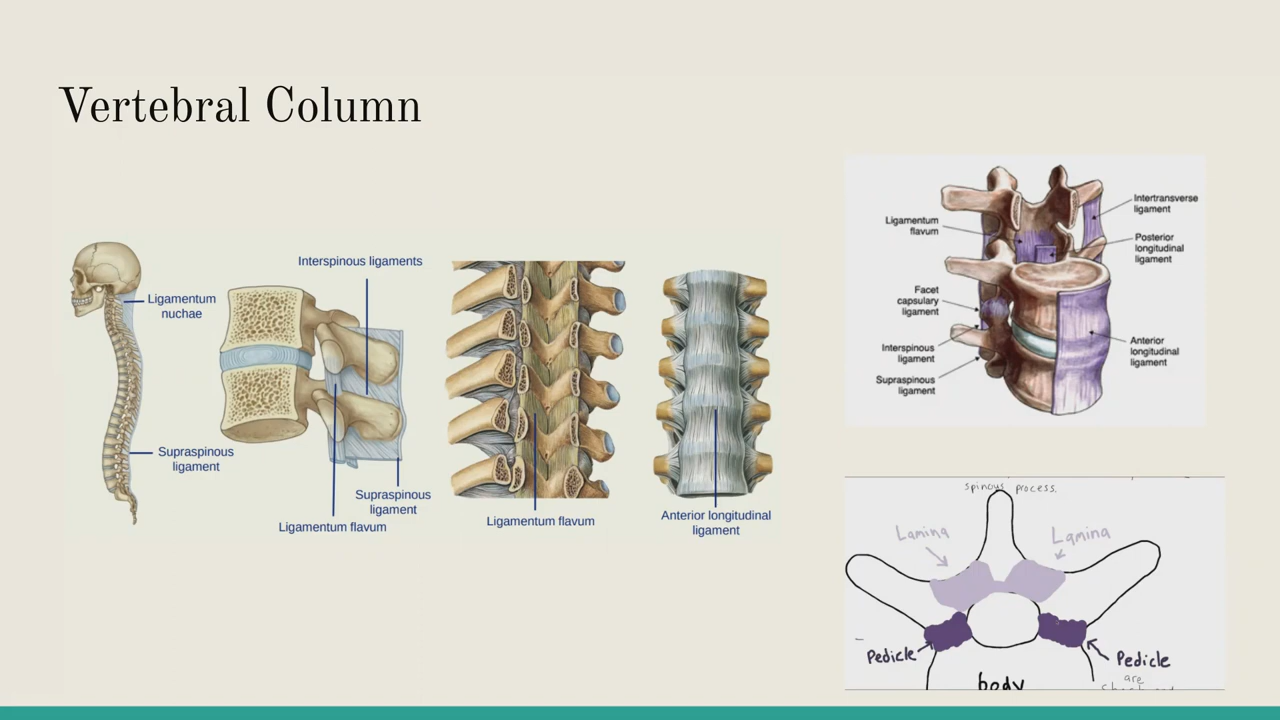 Vertebral Column
Ligamentum
nuchae
Supraspinous
ligament
Interspinous ligaments
Supraspinous
ligament
Ligamentum flavum
Ligamentum flavum
Anterior longitudinal
ligament
Ligamentum
flavum
Facet
capsulary
ligament
Interspinous
ligament
Supraspinous
ligament
Intertransverse
ligament
Posterior
longitudinal
ligament
Anterior
longitudinal
ligament
spinous process.
Lamina
Lamina
Pedicle
Pedicle
are
body